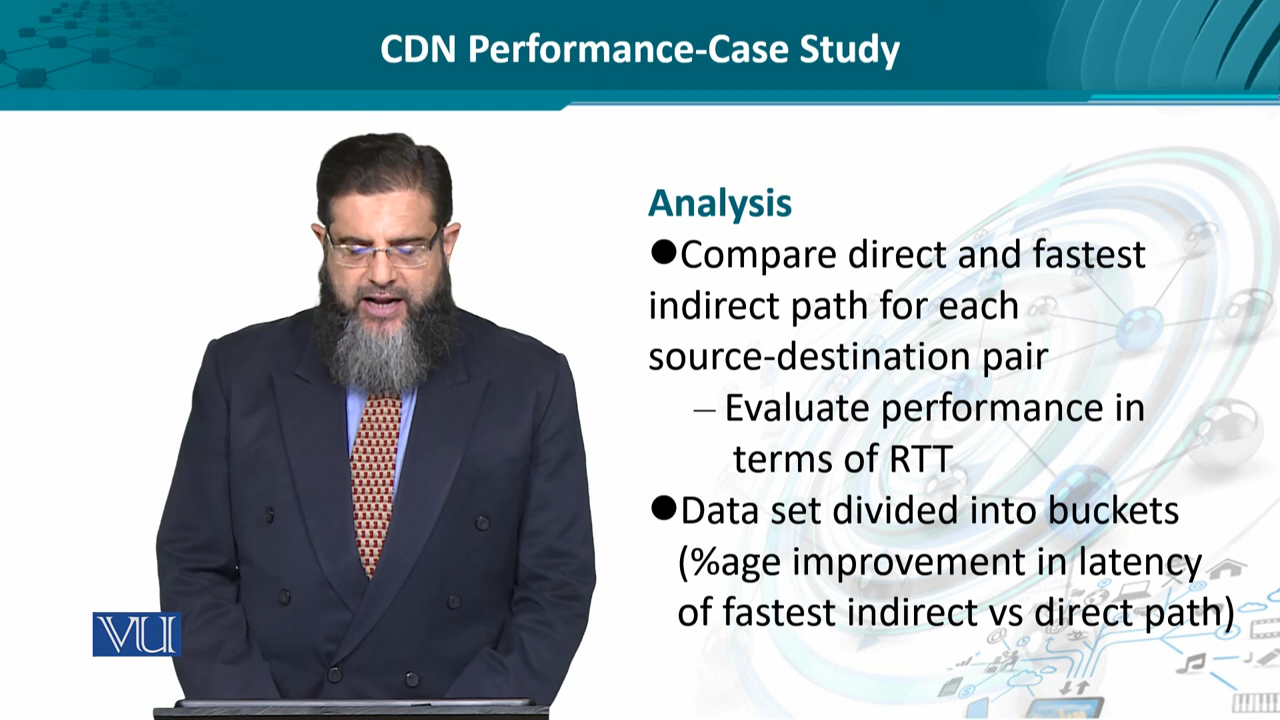 CDN Performance-Case Study
Analysis
●Compare direct and fastest
indirect path for each
source-destination pair
– Evaluate performance in
terms of RTT
●Data set divided into buckets
(%age improvement in latency
of fastest indirect vs direct path)
VU